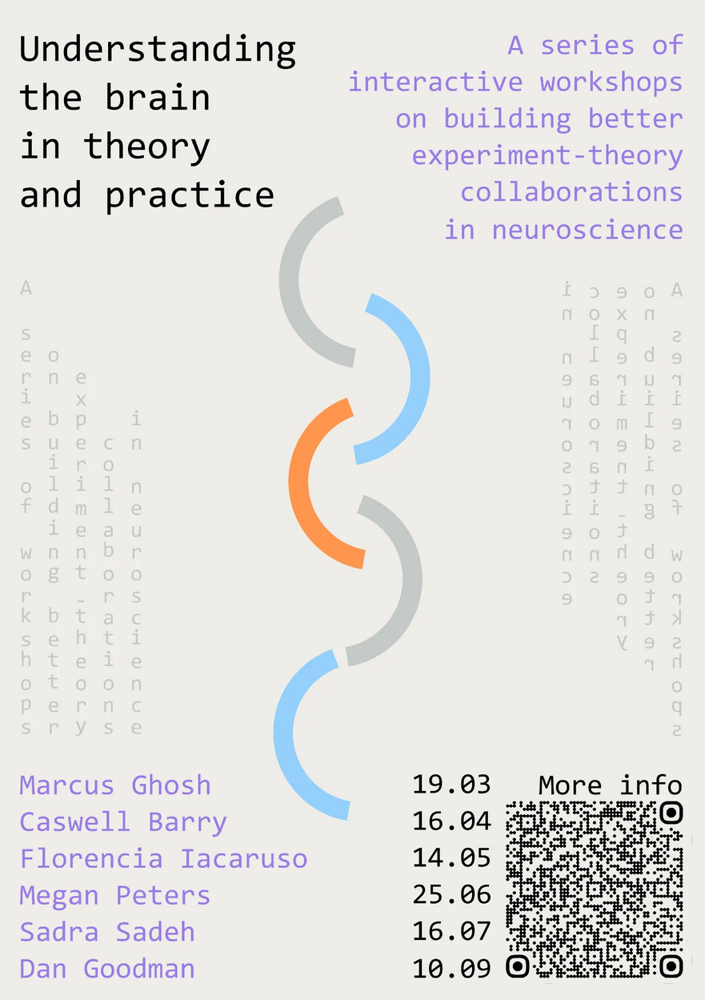 Understanding
the brain
in theory
and practice
A series of
interactive workshops
on building better
experiment-theory
collaborations
in neuroscience
A series of workshops
on building better
experiment-theory
collaborations
in neuroscience
in neuroscience
collaborations
experiment-theory
on building better
A series of workshops
Marcus Ghosh 19.03
Caswell Barry 16.04
Florencia Iacaruso 14.05
Megan Peters 25.06
Sadra Sadeh 16.07
Dan Goodman 10.09
More info